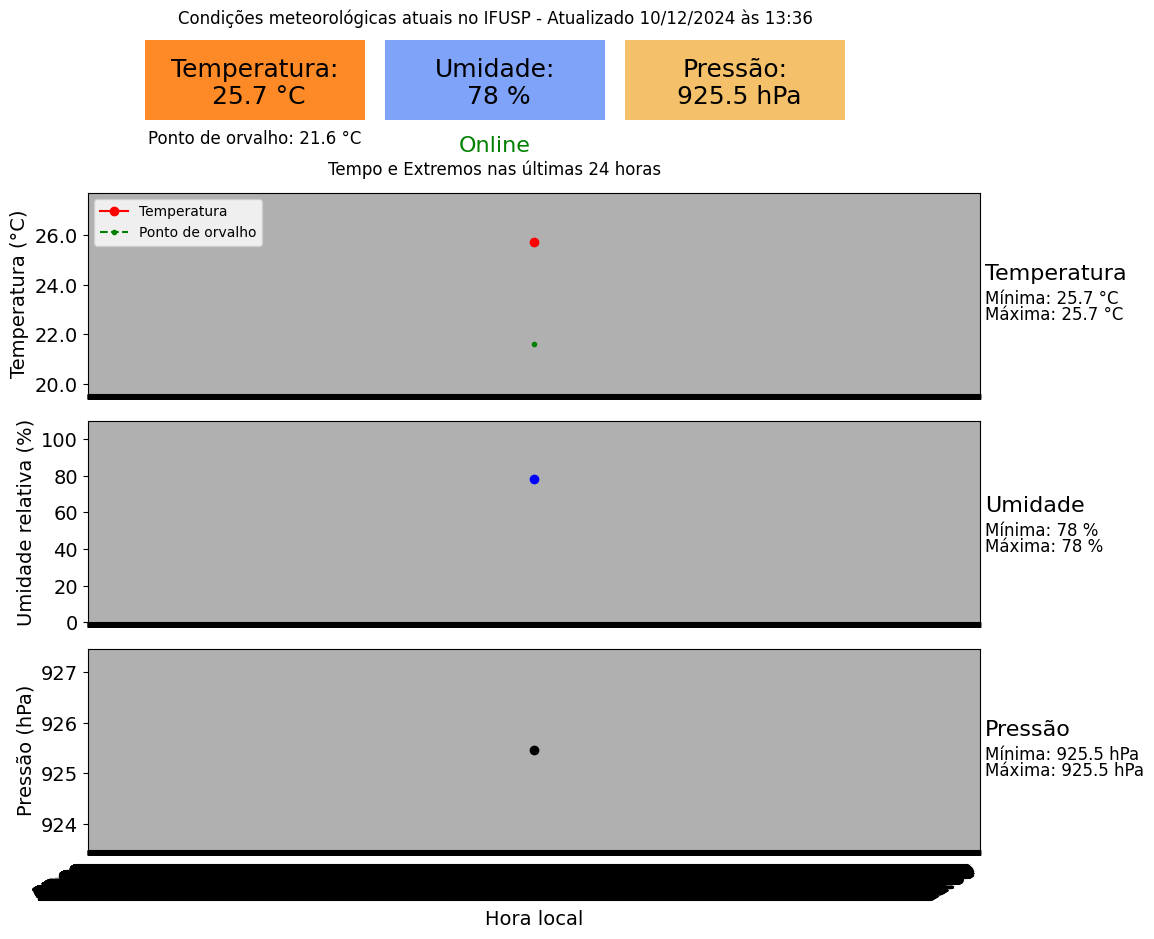 Condições meteorológicas atuais no IFUSP - Atualizado 10/12/2024 às 13:36
Temperatura:
25.7 °C
Umidade:
78 %
Pressão:
925.5 hPa
Ponto de orvalho: 21.6 °C
Online
Tempo e Extremos nas últimas 24 horas
Temperatura (°C)
26.0
24.0
22.0
20.0
Temperatura
Ponto de orvalho
Temperatura
Mínima: 25.7 °C
Máxima: 25.7 °C
Umidade relativa (%)
100
80
60
40
20
0
Umidade
Mínima: 78 %
Máxima: 78 %
Pressão (hPa)
927
926
925
924
Pressão
Mínima: 925.5 hPa
Máxima: 925.5 hPa
Hora local